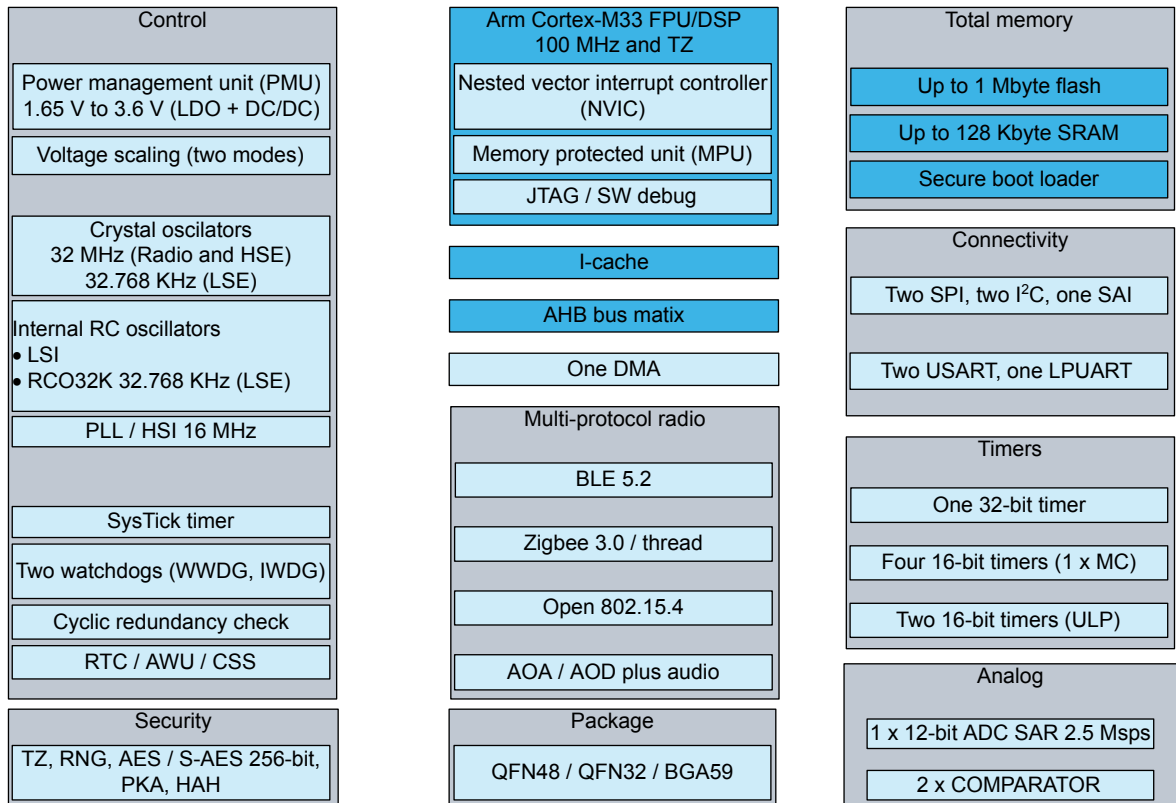 Control
Power management unit (PMU)
1.65 V to 3.6 V (LDO + DC/DC)
Voltage scaling (two modes)
Crystal oscilators
32 MHz (Radio and HSE)
32.768 KHz (LSE)
Internal RC oscillators
• LSI
• RCO32K 32.768 KHz (LSE)
PLL / HSI 16 MHz
SysTick timer
Two watchdogs (WWDG, IWDG)
Cyclic redundancy check
RTC / AWU / CSS
Security
TZ, RNG, AES / S-AES 256-bit,
PKA, HAH
Arm Cortex-M33 FPU/DSP
100 MHz and TZ
Nested vector interrupt controller
(NVIC)
Memory protected unit (MPU)
JTAG / SW debug
I-cache
AHB bus matix
One DMA
Multi-protocol radio
BLE 5.2
Zigbee 3.0 / thread
Open 802.15.4
AOA / AOD plus audio
Package
QFN48 / QFN32 / BGA59
Total memory
Up to 1 Mbyte flash
Up to 128 Kbyte SRAM
Secure boot loader
Connectivity
Two SPI, two I²C, one SAI
Two USART, one LPUART
Timers
One 32-bit timer
Four 16-bit timers (1 x MC)
Two 16-bit timers (ULP)
Analog
1 x 12-bit ADC SAR 2.5 Msps
2 x COMPARATOR